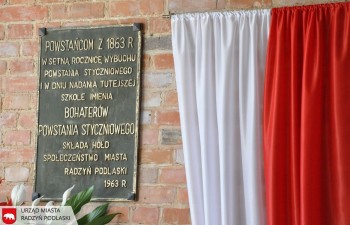 POWSTAŃCOM Z 1863 R.
W SETNĄ ROCZNICĘ WYBUCHU
POWSTANIA STYCZNIOWEGO
I W DNIU NADANIA TUTEJSZEJ
SZKOLE IMIENIA
BOHATERÓW
POWSTANIA STYCZNIOWEGO
SKŁADA HOŁD
SPOŁECZEŃSTWO MIASTA
RADZYŃ PODLASKI
1963 R.
URZĄD MIASTA
RADZYŃ PODLASKI